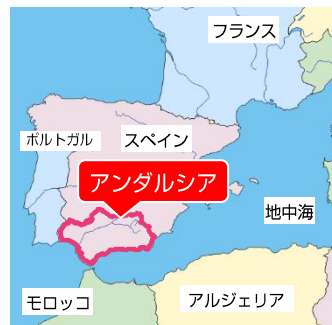 フランス
ポルトガル
スペイン
アンダルシア
地中海
モロッコ
アルジェリア